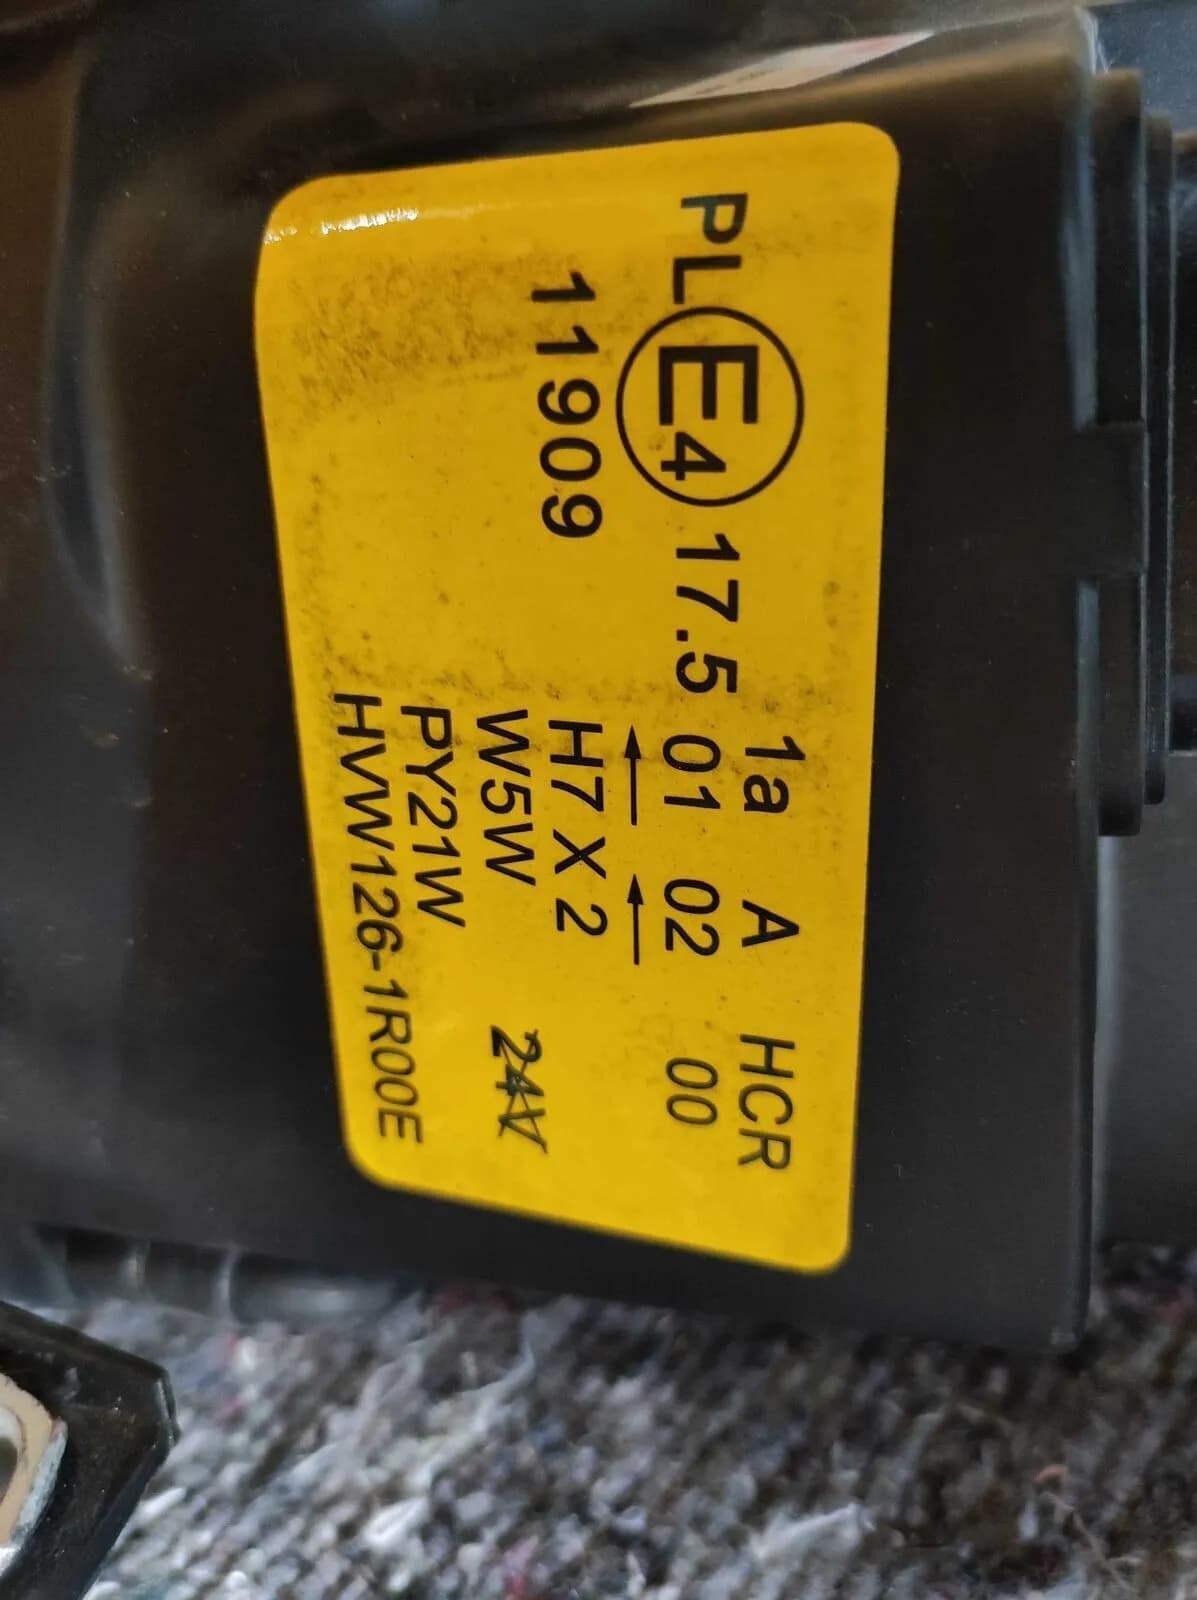 1a A HCR
PL E4 17.5 01 02 00
→ →
11909 H7 X 2
W5W 24V
PY21W
HVW126-1R00E